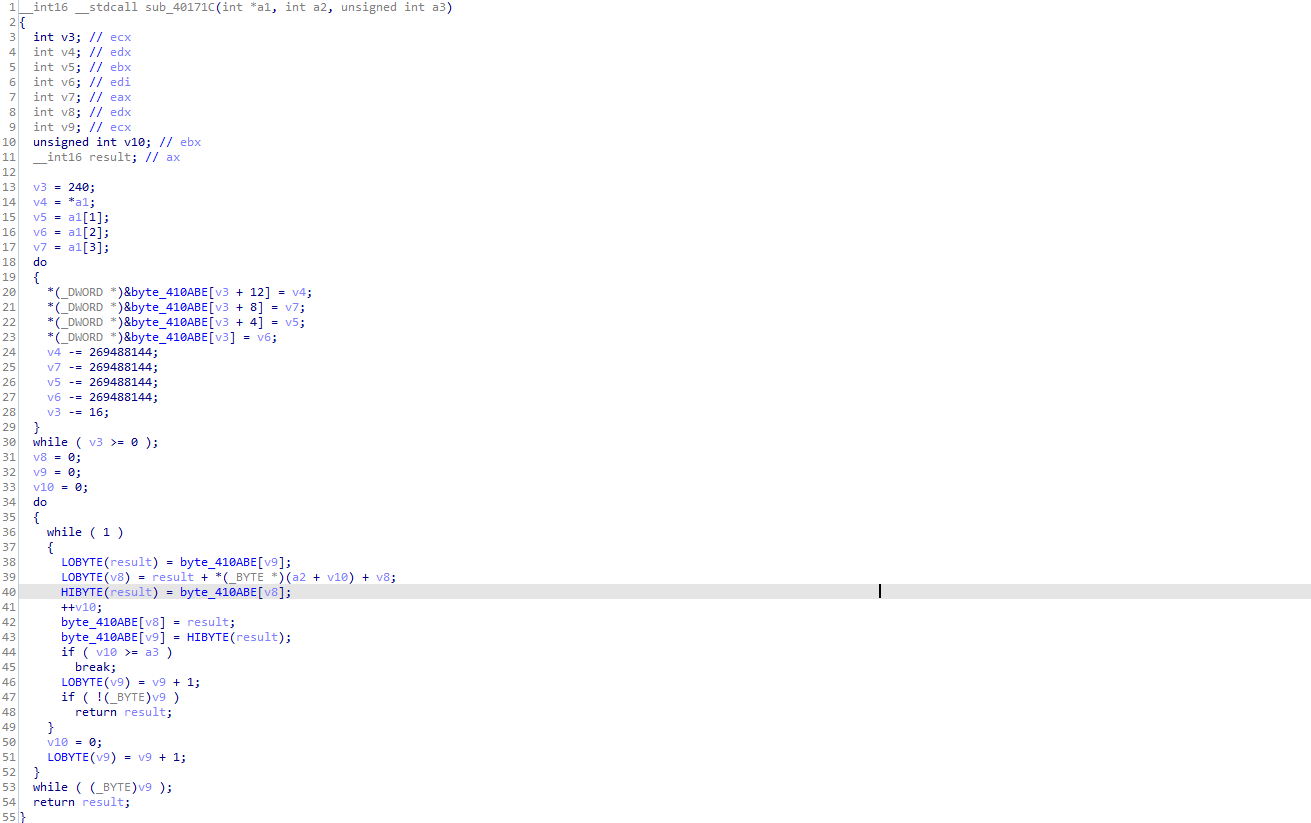 1 __int16 __stdcall sub_40171C(int *a1, int a2, unsigned int a3)
2 {
3   int v3; // ecx
4   int v4; // edx
5   int v5; // ebx
6   int v6; // edi
7   int v7; // eax
8   int v8; // edx
9   int v9; // ecx
10   unsigned int v10; // ebx
11   __int16 result; // ax
12
13   v3 = 240;
14   v4 = *a1;
15   v5 = a1[1];
16   v6 = a1[2];
17   v7 = a1[3];
18   do
19   {
20     *(_DWORD *)&byte_410ABE[v3 + 12] = v4;
21     *(_DWORD *)&byte_410ABE[v3 + 8] = v7;
22     *(_DWORD *)&byte_410ABE[v3 + 4] = v5;
23     *(_DWORD *)&byte_410ABE[v3] = v6;
24     v4 -= 269488144;
25     v7 -= 269488144;
26     v5 -= 269488144;
27     v6 -= 269488144;
28     v3 -= 16;
29   }
30   while ( v3 >= 0 );
31   v8 = 0;
32   v9 = 0;
33   v10 = 0;
34   do
35   {
36     while ( 1 )
37     {
38       LOBYTE(result) = byte_410ABE[v9];
39       LOBYTE(v8) = result + *(_BYTE *)(a2 + v10) + v8;
40       HIBYTE(result) = byte_410ABE[v8];
41       ++v10;
42       byte_410ABE[v8] = result;
43       byte_410ABE[v9] = HIBYTE(result);
44       if ( v10 >= a3 )
45         break;
46       LOBYTE(v9) = v9 + 1;
47       if ( !(_BYTE)v9 )
48         return result;
49     }
50     v10 = 0;
51     LOBYTE(v9) = v9 + 1;
52   }
53   while ( (_BYTE)v9 );
54   return result;
55 }